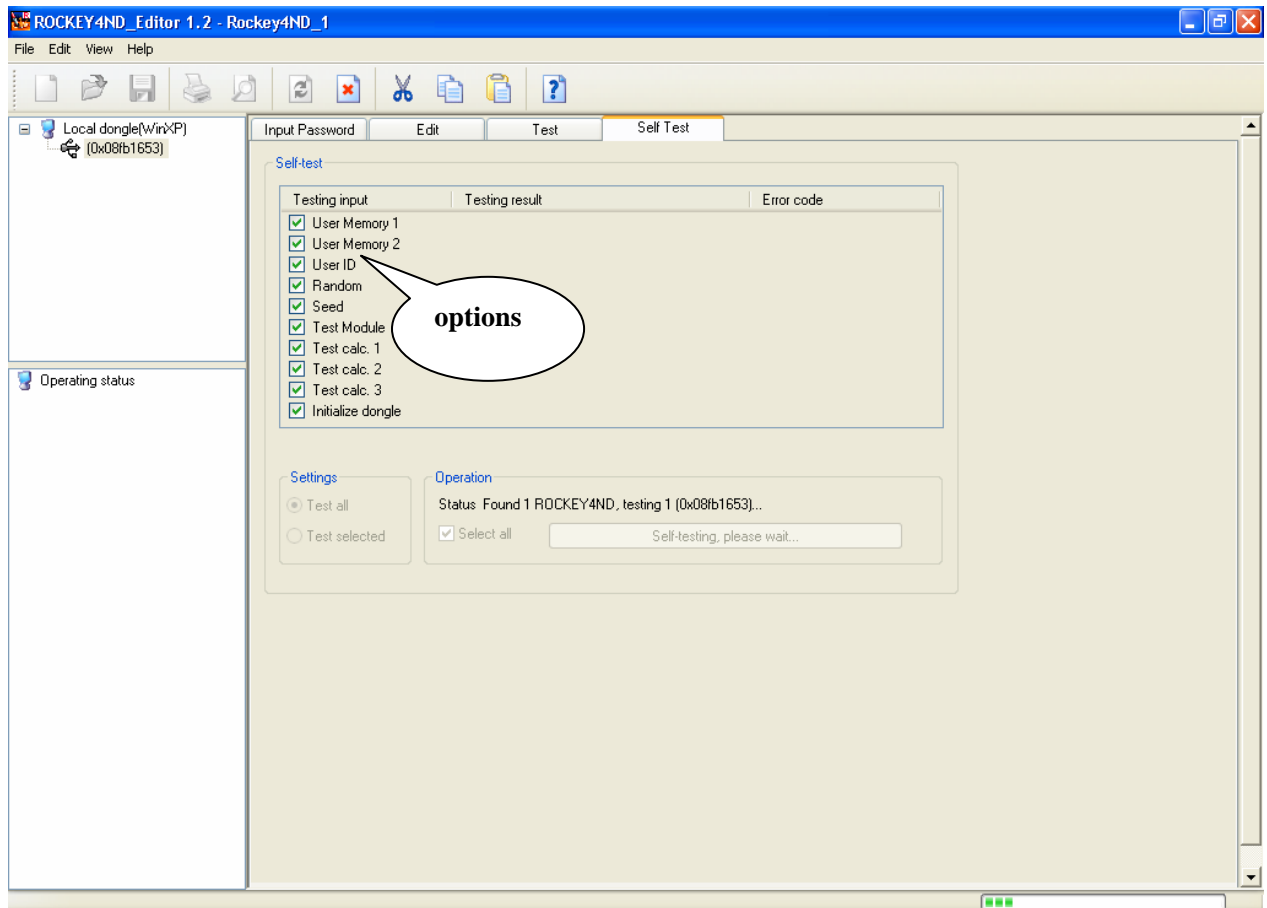 ROCKEY4ND_Editor 1.2 - Rockey4ND_1
File Edit View Help
Local dongle(WinXP)
(0x08fb1653)
Operating status
Input Password Edit Test Self Test
Self-test
Testing input Testing result Error code
User Memory 1
User Memory 2
User ID
Random
Seed
Test Module
Test calc. 1
Test calc. 2
Test calc. 3
Initialize dongle
options
Settings
Test all
Test selected
Operation
Status Found 1 ROCKEY4ND, testing 1 (0x08fb1653)...
Select all Self-testing, please wait...